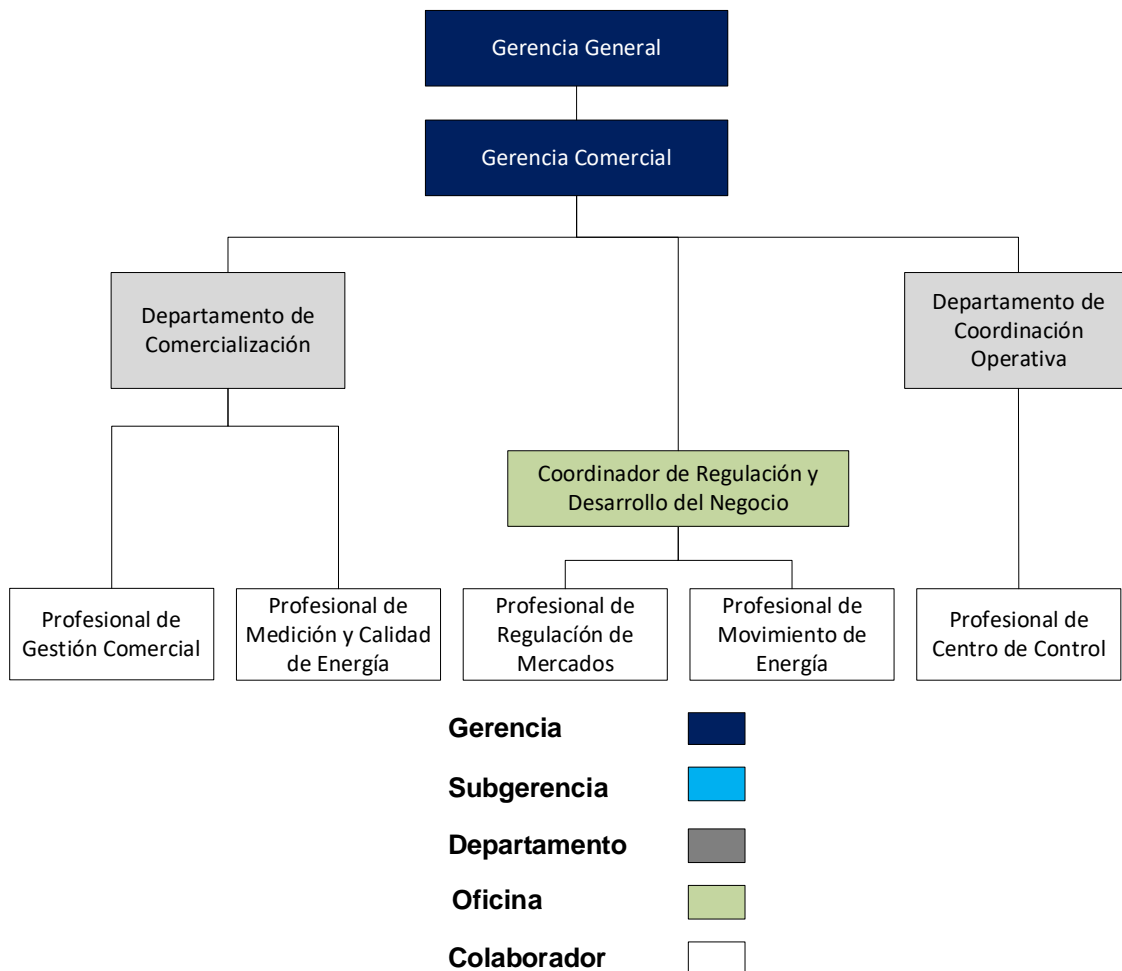 Gerencia General
Gerencia Comercial
Departamento de
Comercialización
Departamento de
Coordinación
Operativa
Coordinador de Regulación y
Desarrollo del Negocio
Profesional de
Gestión Comercial
Profesional de
Medición y Calidad
de Energía
Profesional de
Regulacíón de
Mercados
Profesional de
Movimiento de
Energía
Profesional de
Centro de Control
Gerencia
Subgerencia
Departamento
Oficina
Colaborador